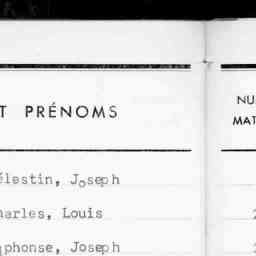 T PRÉNOMS
élestin, Joseph
harles, Louis
phonse, Joseph
NU
MAT